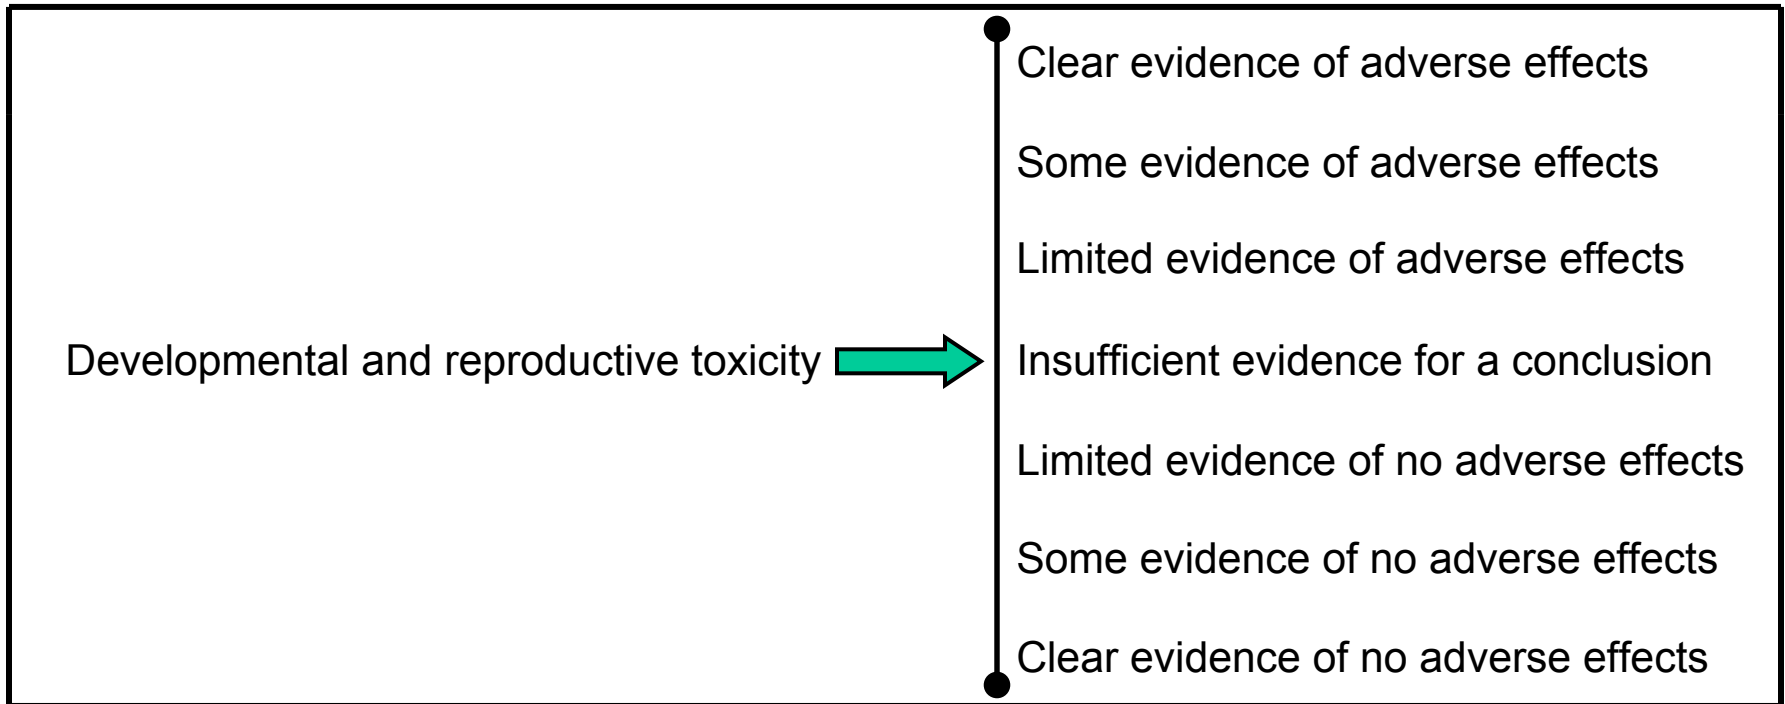 Clear evidence of adverse effects
Some evidence of adverse effects
Limited evidence of adverse effects
Developmental and reproductive toxicity
Insufficient evidence for a conclusion
Limited evidence of no adverse effects
Some evidence of no adverse effects
Clear evidence of no adverse effects